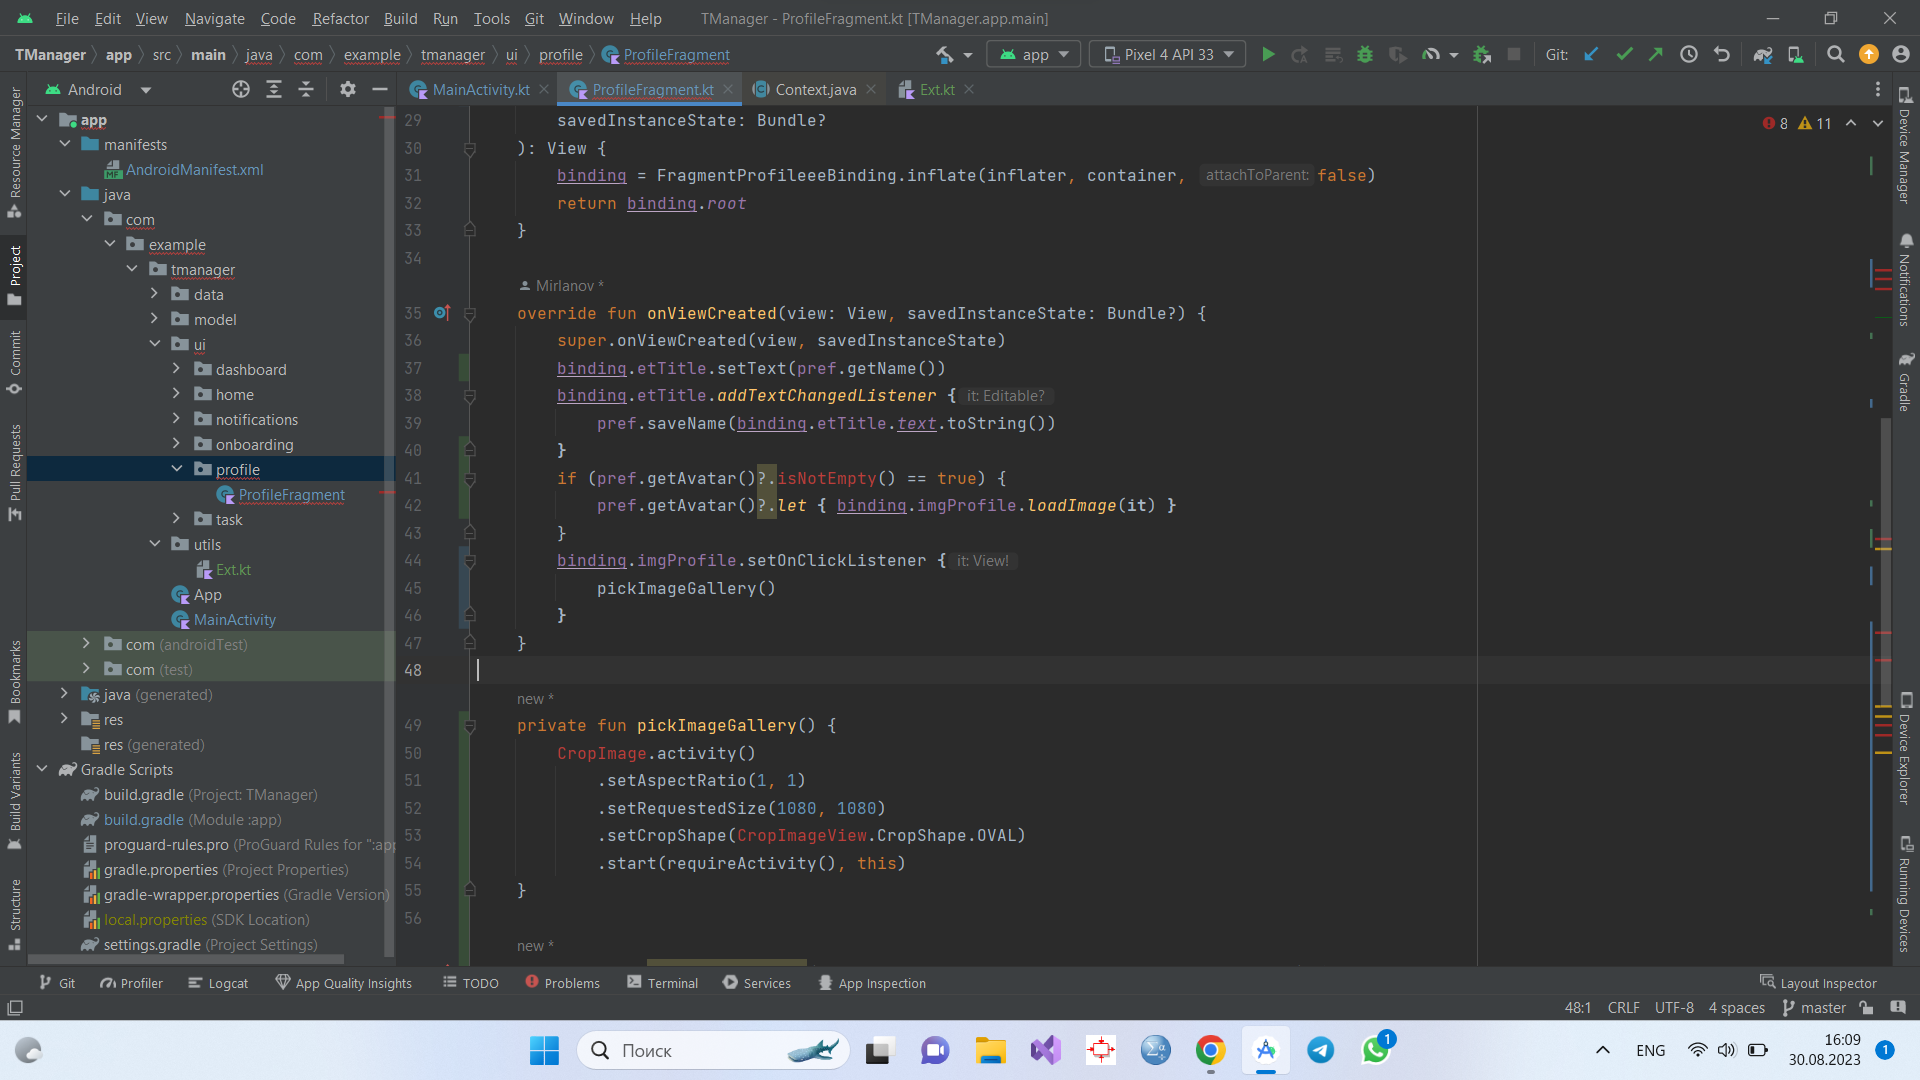 File Edit View Navigate Code Refactor Build Run Tools Git Window Help TManager - ProfileFragment.kt [TManager.app.main]
TManager app src main java com example tmanager ui profile ProfileFragment app Pixel 4 API 33 Git:
Android MainActivity.kt ProfileFragment.kt Context.java Ext.kt
8 11
app
manifests
AndroidManifest.xml
java
com
example
tmanager
data
model
ui
dashboard
home
notifications
onboarding
profile
ProfileFragment
task
utils
Ext.kt
App
MainActivity
com (androidTest)
com (test)
java (generated)
res
res (generated)
Gradle Scripts
build.gradle (Project: TManager)
build.gradle (Module :app)
proguard-rules.pro (ProGuard Rules for ":app
gradle.properties (Project Properties)
gradle-wrapper.properties (Gradle Version)
local.properties (SDK Location)
settings.gradle (Project Settings)
Resource Manager
Project
Commit
Pull Requests
Bookmarks
Build Variants
Structure
29 savedInstanceState: Bundle?
30 ): View {
31 binding = FragmentProfileeeBinding.inflate(inflater, container, attachToParent: false)
32 return binding.root
33 }
34
Mirlanov *
35 override fun onViewCreated(view: View, savedInstanceState: Bundle?) {
36 super.onViewCreated(view, savedInstanceState)
37 binding.etTitle.setText(pref.getName())
38 binding.etTitle.addTextChangedListener { it: Editable?
39 pref.saveName(binding.etTitle.text.toString())
40 }
41 if (pref.getAvatar()?.isNotEmpty() == true) {
42 pref.getAvatar()?.let { binding.imgProfile.loadImage(it) }
43 }
44 binding.imgProfile.setOnClickListener { it: View!
45 pickImageGallery()
46 }
47 }
48
new *
49 private fun pickImageGallery() {
50 CropImage.activity()
51 .setAspectRatio(1, 1)
52 .setRequestedSize(1080, 1080)
53 .setCropShape(CropImageView.CropShape.OVAL)
54 .start(requireActivity(), this)
55 }
56
new *
Device Manager
Notifications
Gradle
Device Explorer
Running Devices
Git Profiler Logcat App Quality Insights TODO Problems Terminal Services App Inspection Layout Inspector
48:1 CRLF UTF-8 4 spaces master
Поиск
1
ENG
16:09
30.08.2023
1